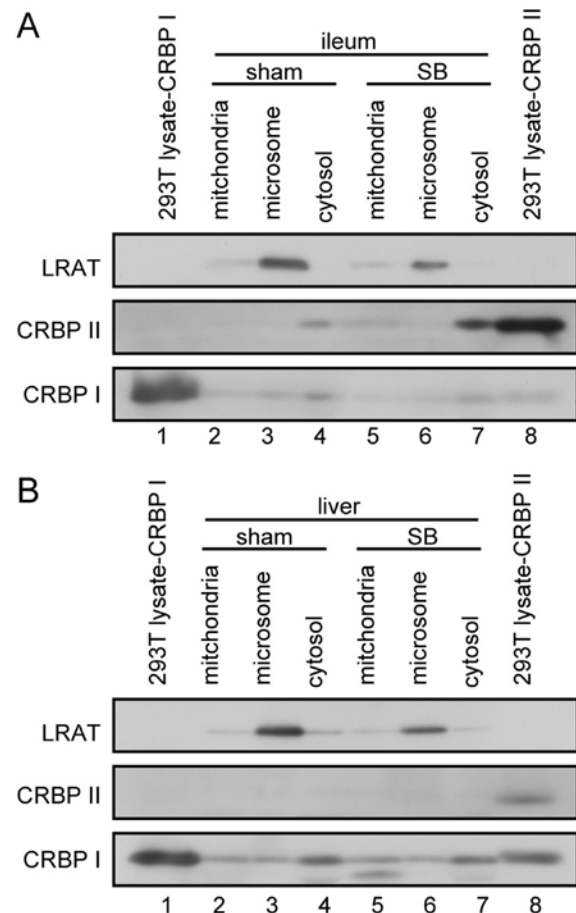 A
ileum
sham SB
293T lysate-CRBP I mitchondria microsome cytosol mitchondria microsome cytosol 293T lysate-CRBP II
LRAT
CRBP II
CRBP I
1 2 3 4 5 6 7 8
B
liver
sham SB
293T lysate-CRBP I mitchondria microsome cytosol mitchondria microsome cytosol 293T lysate-CRBP II
LRAT
CRBP II
CRBP I
1 2 3 4 5 6 7 8